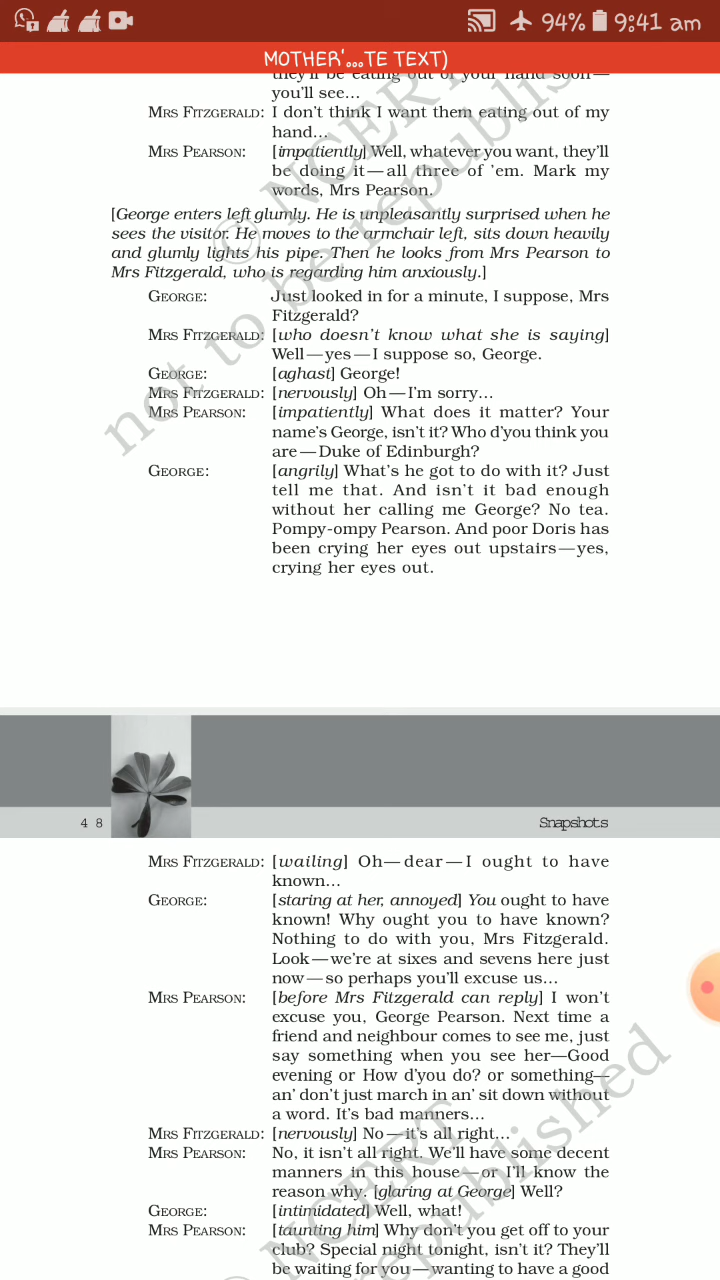 94% 9:41 am
MOTHER'...TE TEXT)
they'll be eating out of your hand soon—
you'll see…
MRS FITZGERALD: I don't think I want them eating out of my
hand…
MRS PEARSON: [impatiently] Well, whatever you want, they'll
be doing it—all three of 'em. Mark my
words, Mrs Pearson.
[George enters left glumly. He is unpleasantly surprised when he
sees the visitor. He moves to the armchair left, sits down heavily
and glumly lights his pipe. Then he looks from Mrs Pearson to
Mrs Fitzgerald, who is regarding him anxiously.]
GEORGE: Just looked in for a minute, I suppose, Mrs
Fitzgerald?
MRS FITZGERALD: [who doesn't know what she is saying]
Well—yes—I suppose so, George.
GEORGE: [aghast] George!
MRS FITZGERALD: [nervously] Oh—I'm sorry…
MRS PEARSON: [impatiently] What does it matter? Your
name's George, isn't it? Who d'you think you
are—Duke of Edinburgh?
GEORGE: [angrily] What's he got to do with it? Just
tell me that. And isn't it bad enough
without her calling me George? No tea.
Pompy-ompy Pearson. And poor Doris has
been crying her eyes out upstairs—yes,
crying her eyes out.
© NCERT
not to be republis
48 Snapshots
MRS FITZGERALD: [wailing] Oh—dear—I ought to have
known…
GEORGE: [staring at her, annoyed] You ought to have
known! Why ought you to have known?
Nothing to do with you, Mrs Fitzgerald.
Look—we're at sixes and sevens here just
now—so perhaps you'll excuse us…
MRS PEARSON: [before Mrs Fitzgerald can reply] I won't
excuse you, George Pearson. Next time a
friend and neighbour comes to see me, just
say something when you see her—Good
evening or How d'you do? or something—
an' don't just march in an' sit down without
a word. It's bad manners…
MRS FITZGERALD: [nervously] No—it's all right…
MRS PEARSON: No, it isn't all right. We'll have some decent
manners in this house—or I'll know the
reason why. [glaring at George] Well?
GEORGE: [intimidated] Well, what!
MRS PEARSON: [taunting him] Why don't you get off to your
club? Special night tonight, isn't it? They'll
be waiting for you—wanting to have a good
© NCERT
republished